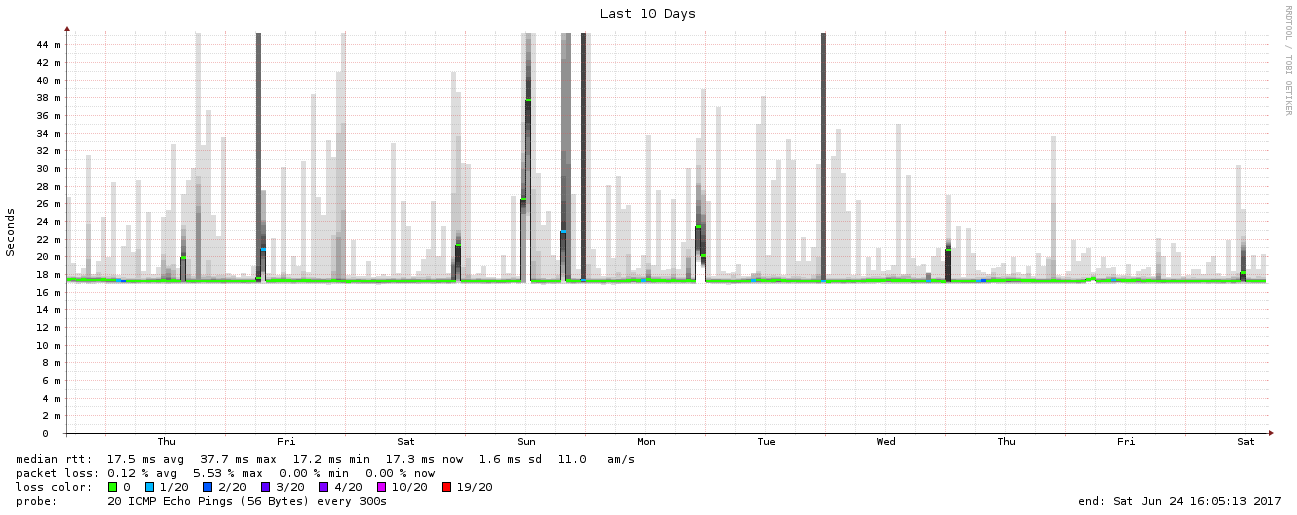 Last 10 Days
RRDTOOL / TOBI OETIKER
Seconds
44 m
42 m
40 m
38 m
36 m
34 m
32 m
30 m
28 m
26 m
24 m
22 m
20 m
18 m
16 m
14 m
12 m
10 m
8 m
6 m
4 m
2 m
0
Thu Fri Sat Sun Mon Tue Wed Thu Fri Sat
median rtt: 17.5 ms avg 37.7 ms max 17.2 ms min 17.3 ms now 1.6 ms sd 11.0 am/s
packet loss: 0.12 % avg 5.53 % max 0.00 % min 0.00 % now
loss color: 0 1/20 2/20 3/20 4/20 10/20 19/20
probe: 20 ICMP Echo Pings (56 Bytes) every 300s end: Sat Jun 24 16:05:13 2017